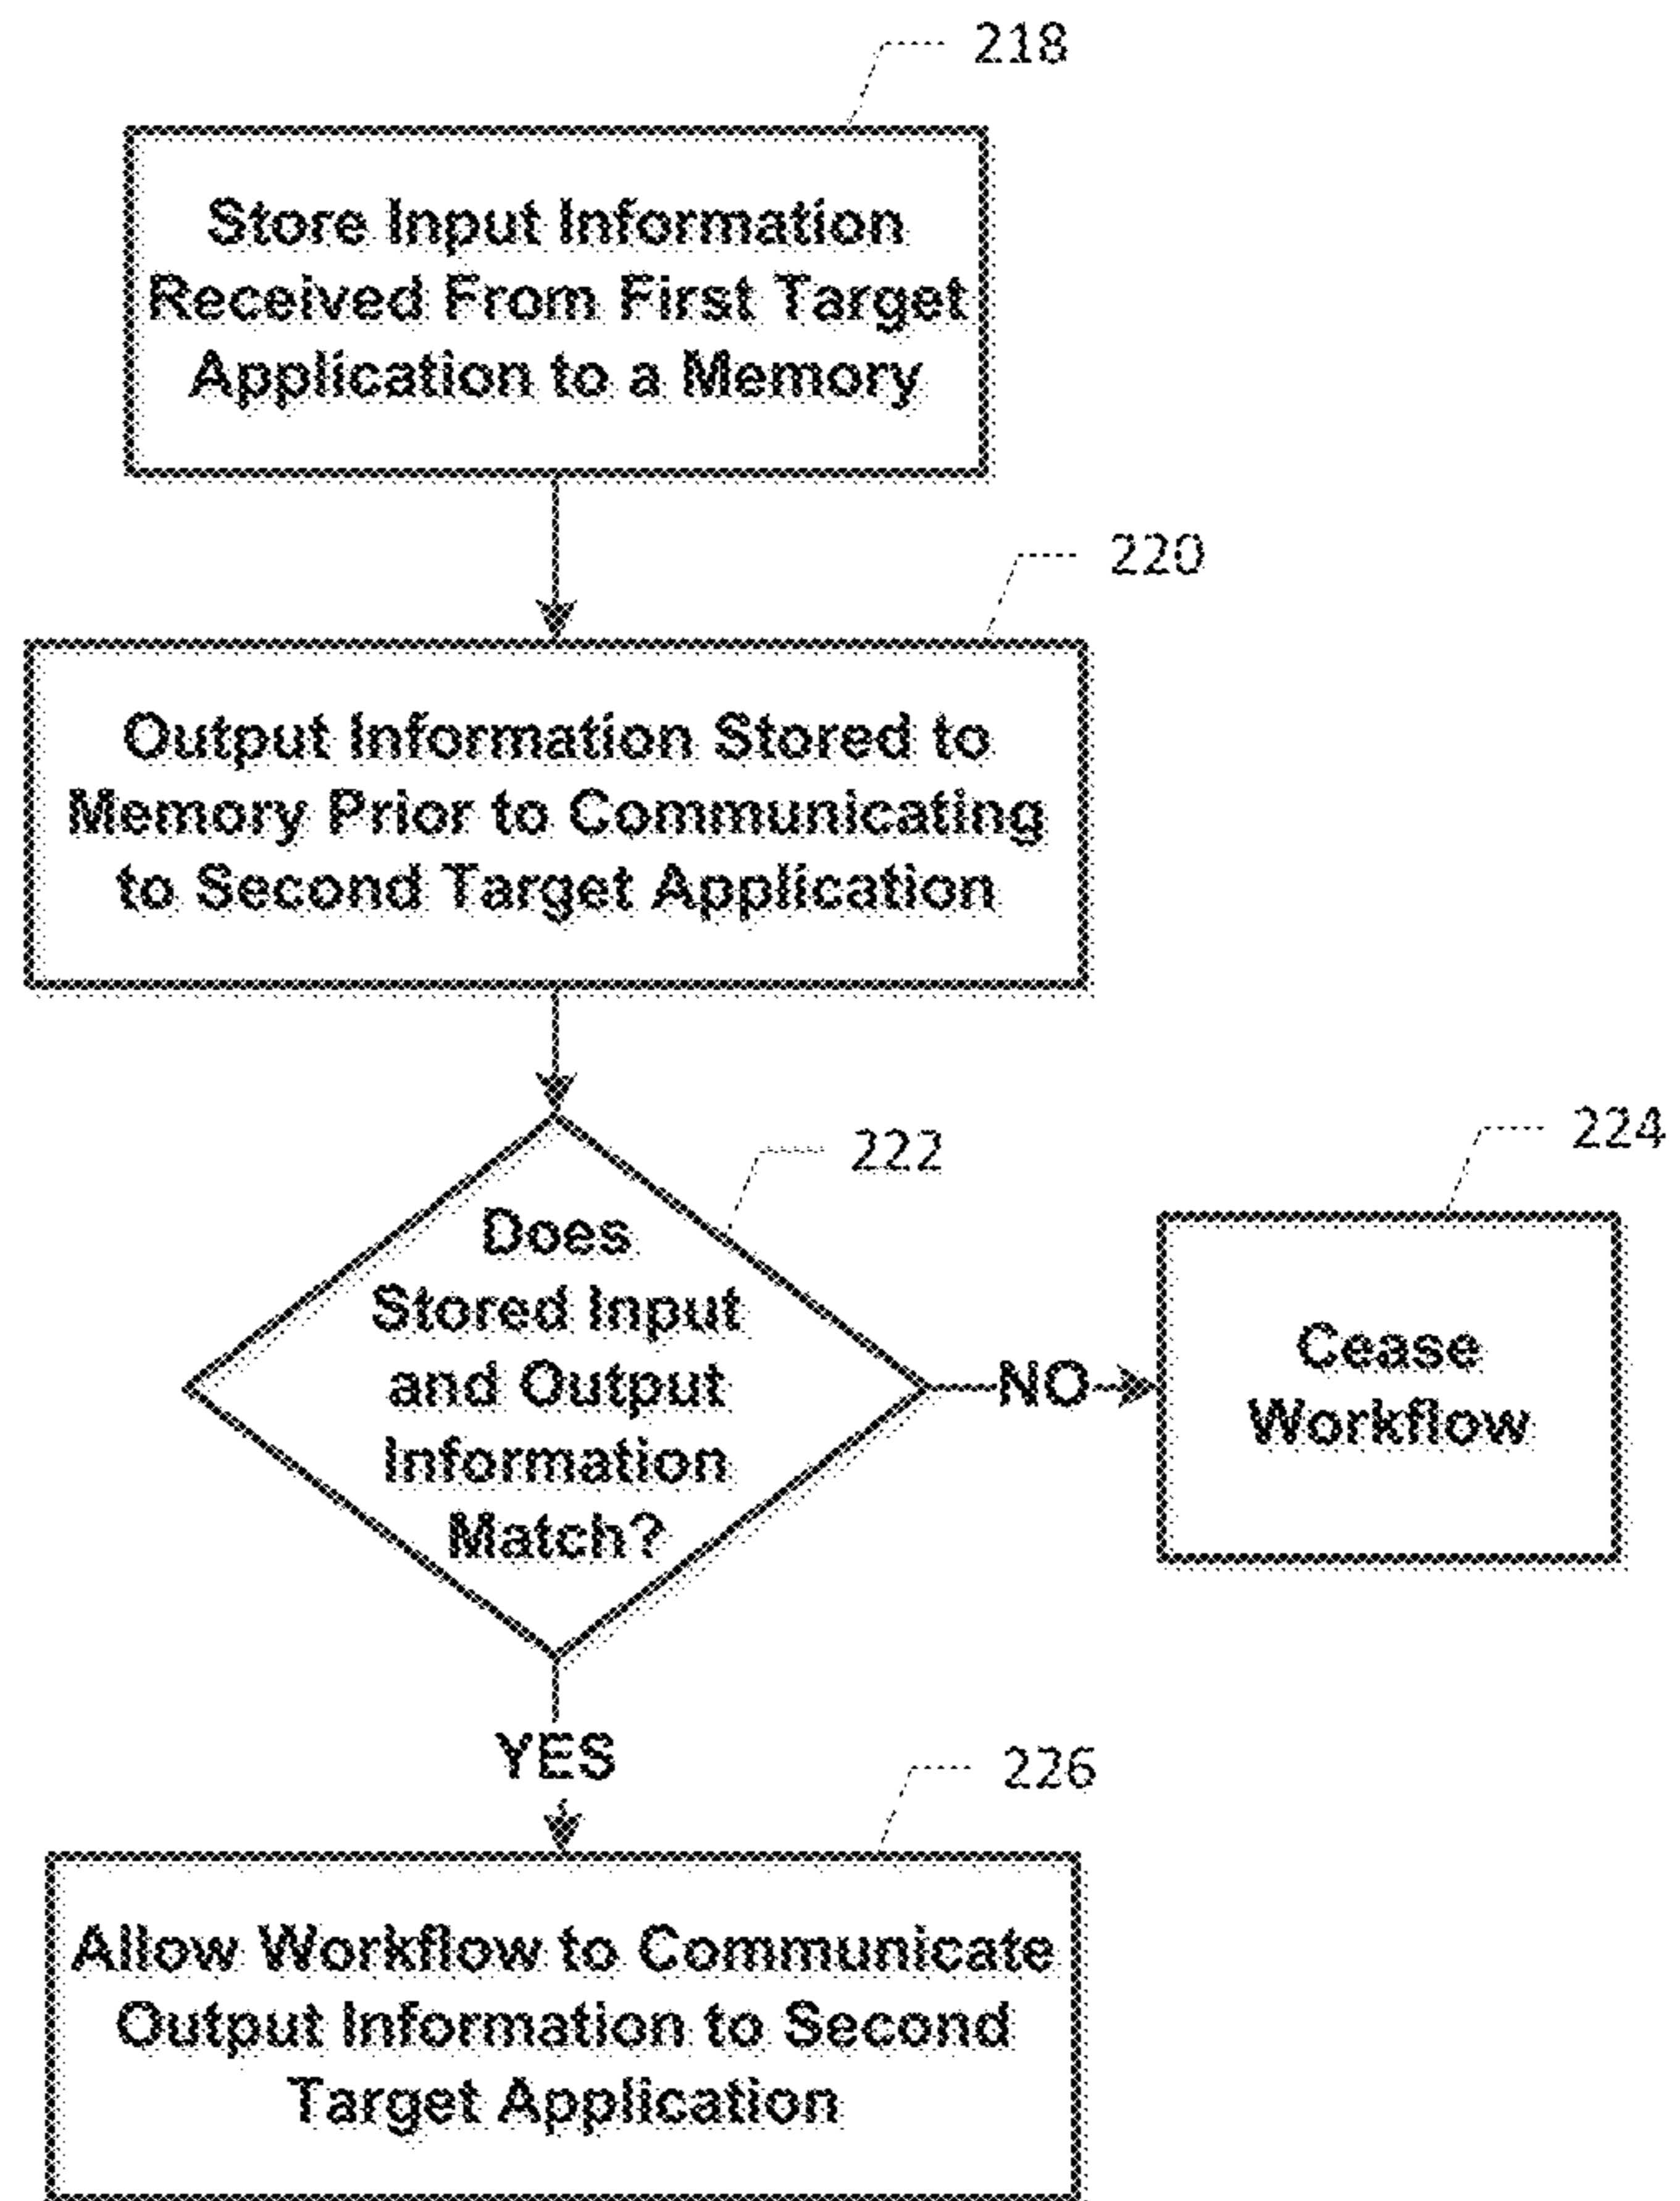 218
Store Input Information
Received From First Target
Application to a Memory
220
Output Information Stored to
Memory Prior to Communicating
to Second Target Application
222
Does
Stored Input
and Output
Information
Match?
NO
224
Cease
Workflow
YES
226
Allow Workflow to Communicate
Output Information to Second
Target Application